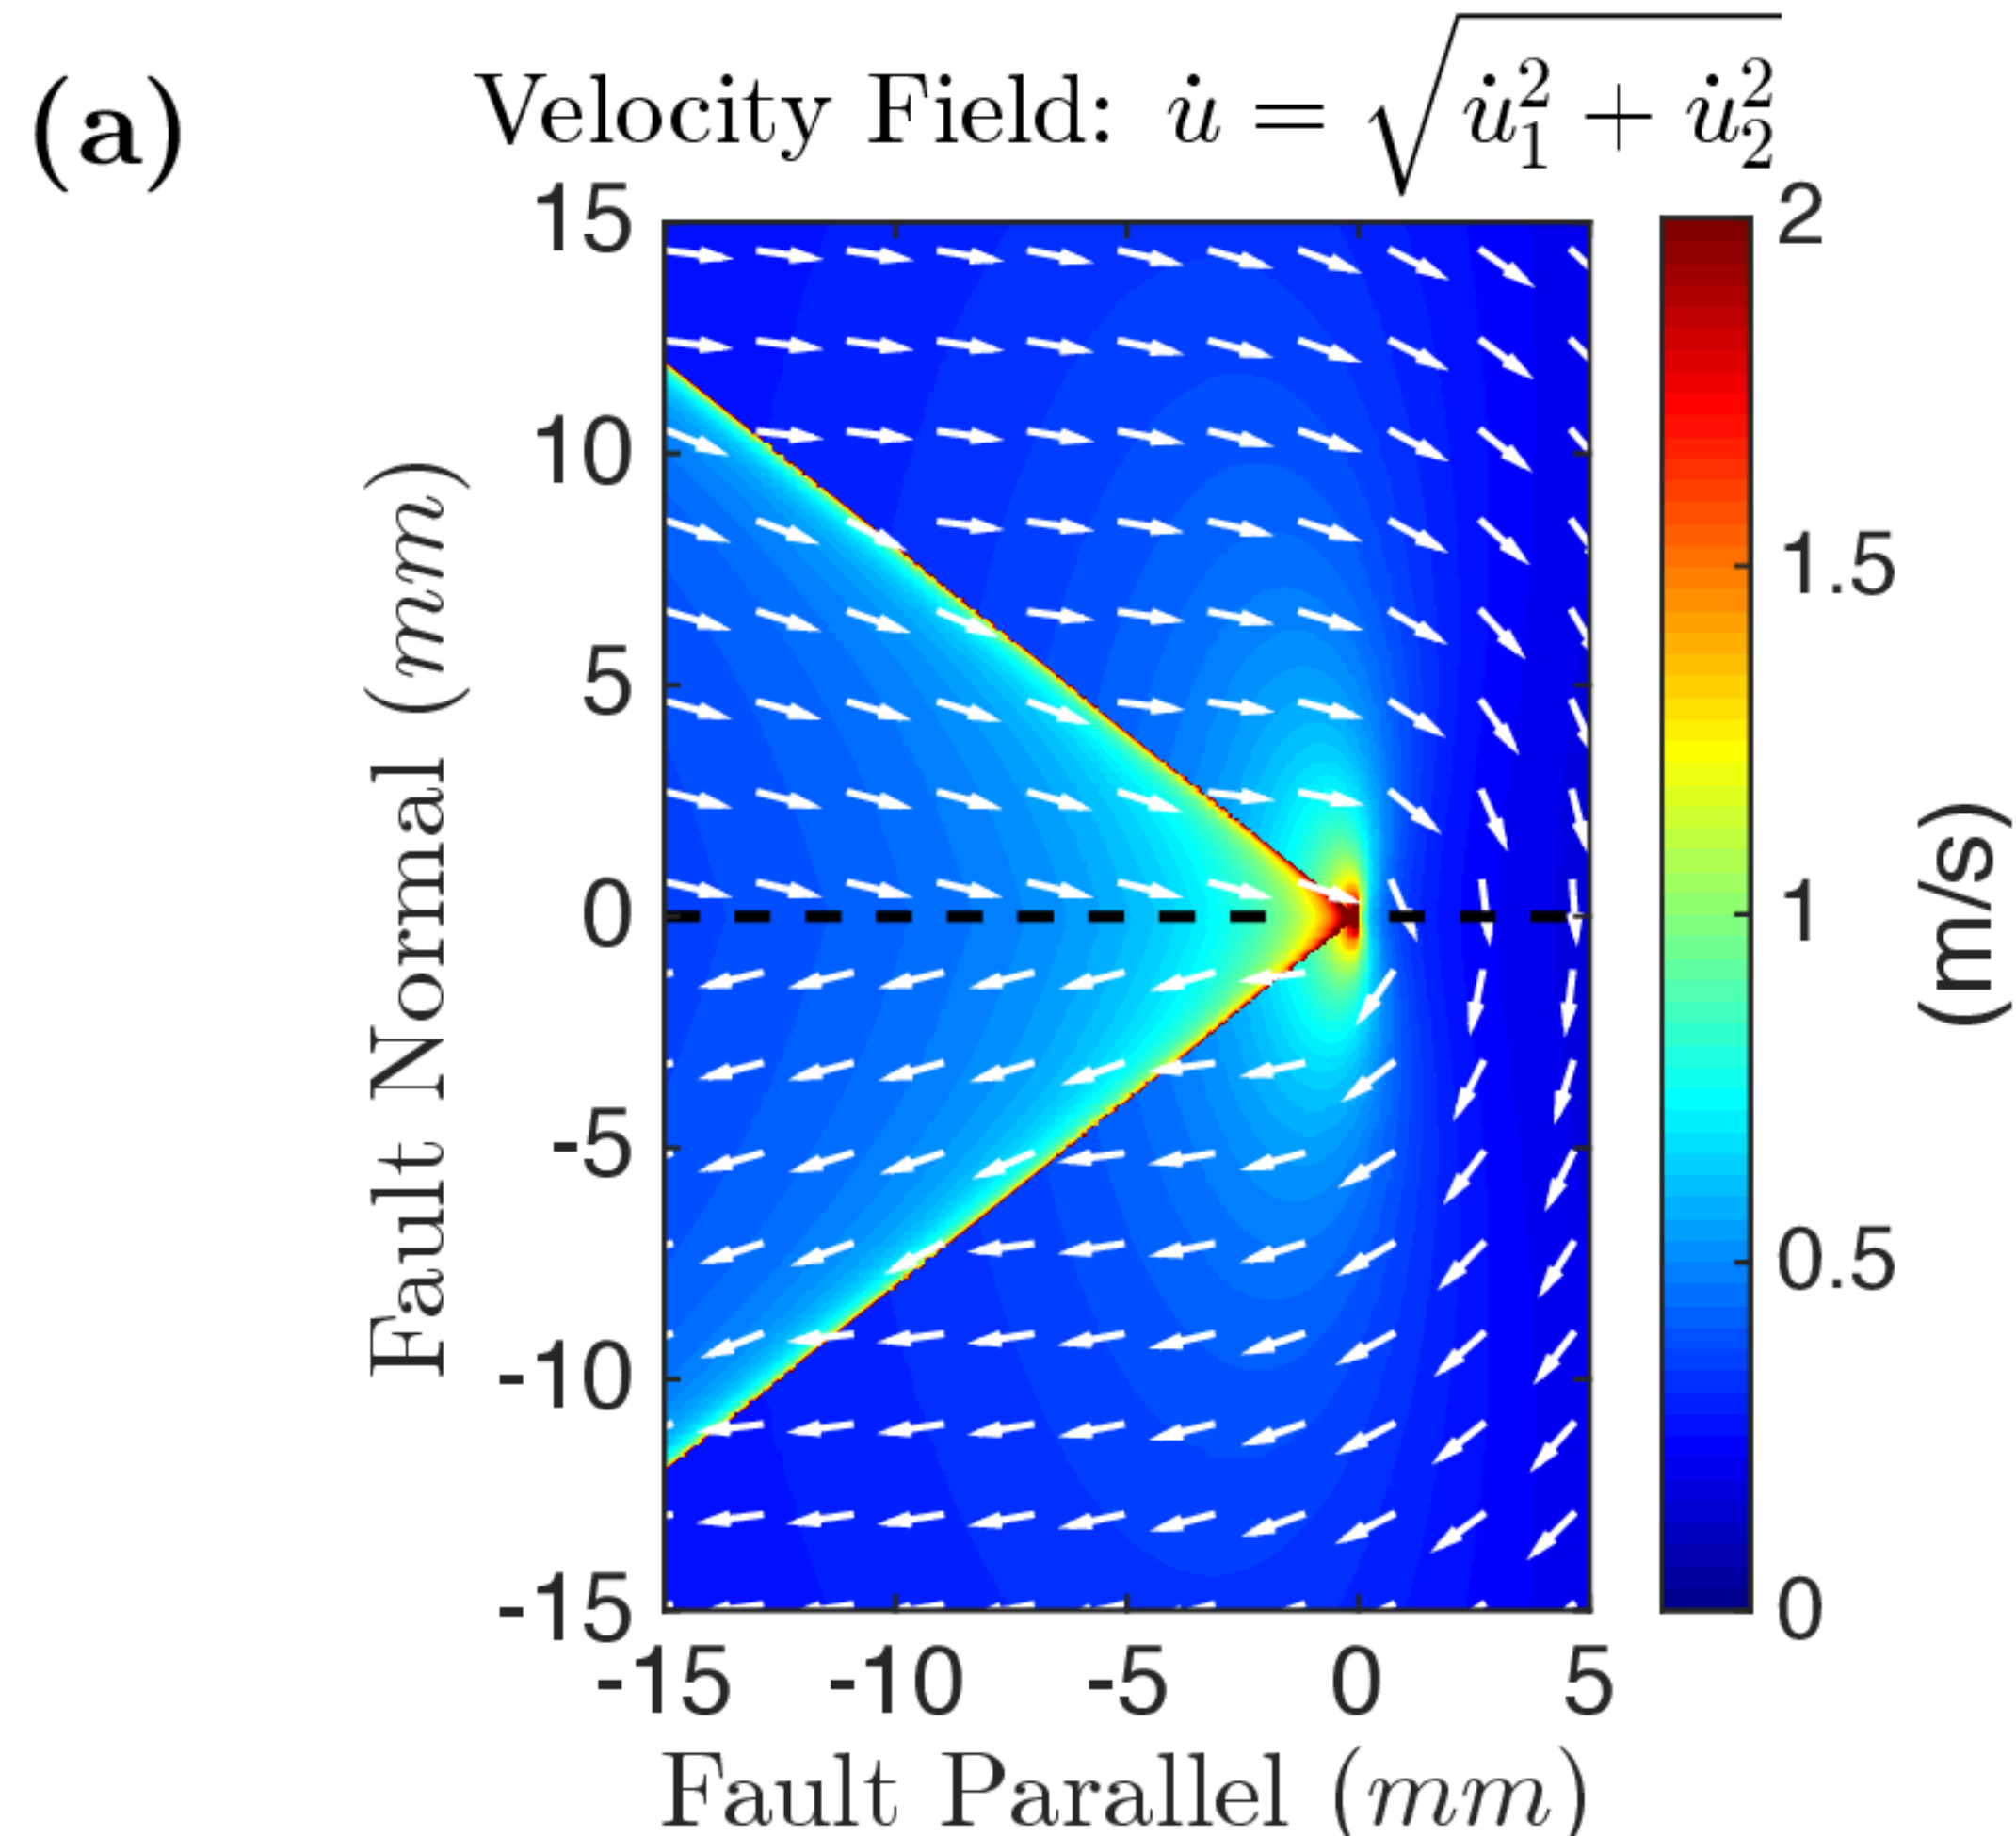 (a)
Velocity Field: u̇ = √(u̇₁² + u̇₂²)
15
10
5
0
-5
-10
-15
Fault Normal (mm)
-15 -10 -5 0 5
Fault Parallel (mm)
2
1.5
1
0.5
0
(m/s)